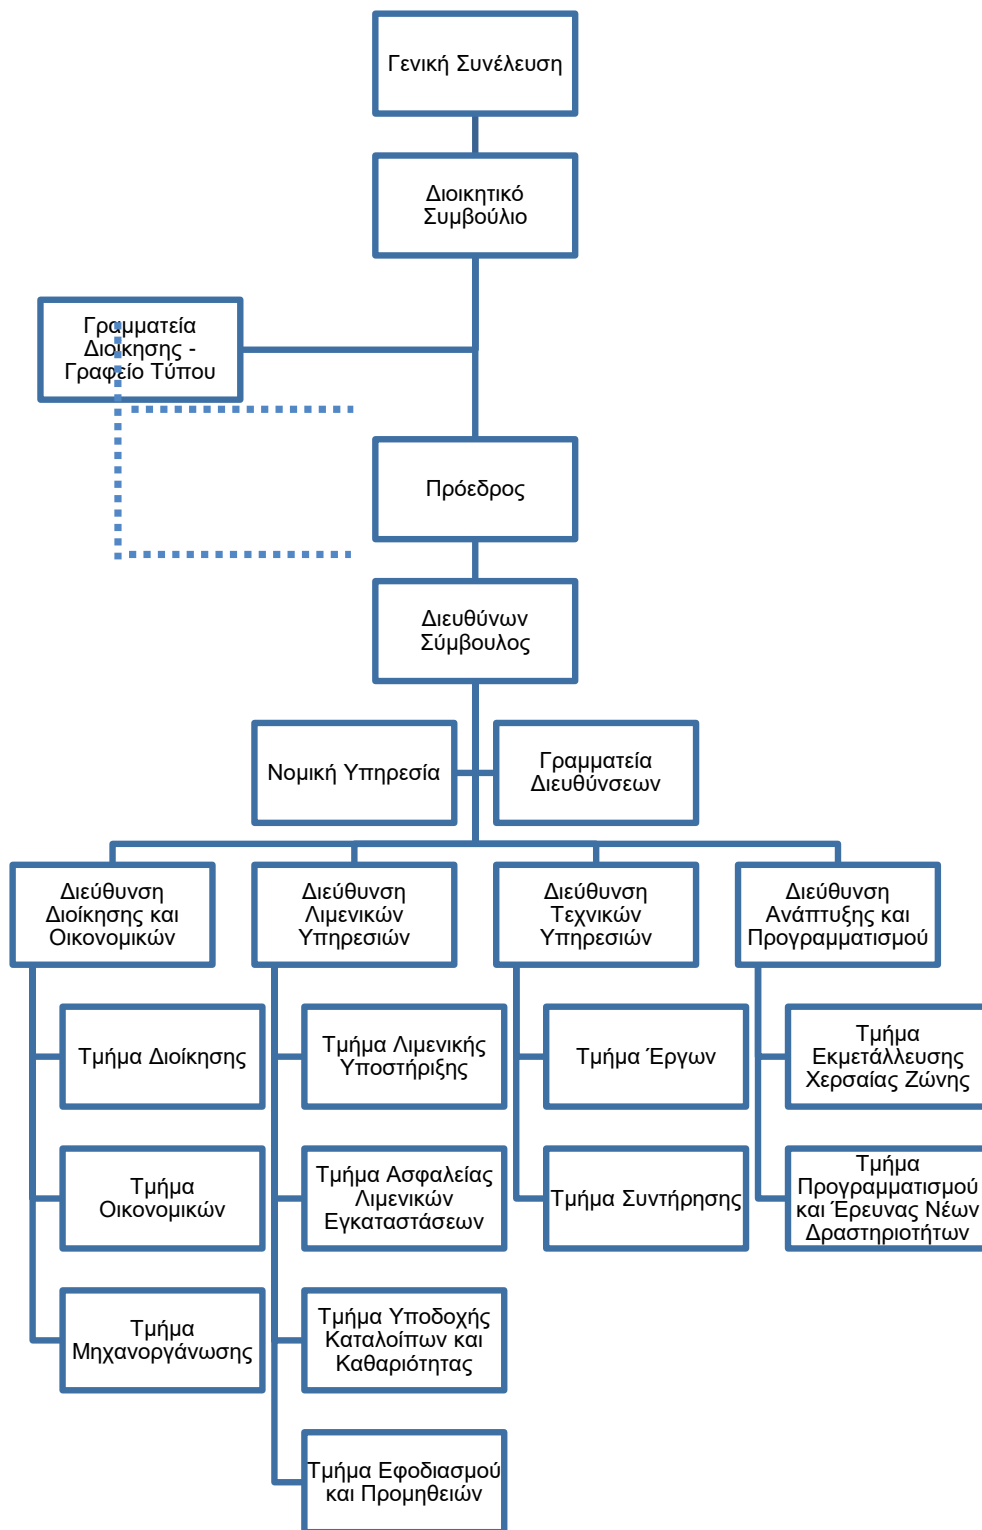 Γενική Συνέλευση
Διοικητικό
Συμβούλιο
Γραμματεία
Διοίκησης -
Γραφείο Τύπου
Πρόεδρος
Διευθύνων
Σύμβουλος
Νομική Υπηρεσία
Γραμματεία
Διευθύνσεων
Διεύθυνση
Διοίκησης και
Οικονομικών
Διεύθυνση
Λιμενικών
Υπηρεσιών
Διεύθυνση
Τεχνικών
Υπηρεσιών
Διεύθυνση
Ανάπτυξης και
Προγραμματισμού
Τμήμα Διοίκησης
Τμήμα Λιμενικής
Υποστήριξης
Τμήμα Έργων
Τμήμα
Εκμετάλλευσης
Χερσαίας Ζώνης
Τμήμα
Οικονομικών
Τμήμα Ασφαλείας
Λιμενικών
Εγκαταστάσεων
Τμήμα Συντήρησης
Τμήμα
Προγραμματισμού
και Έρευνας Νέων
Δραστηριοτήτων
Τμήμα
Μηχανοργάνωσης
Τμήμα Υποδοχής
Καταλοίπων και
Καθαριότητας
Τμήμα Εφοδιασμού
και Προμηθειών